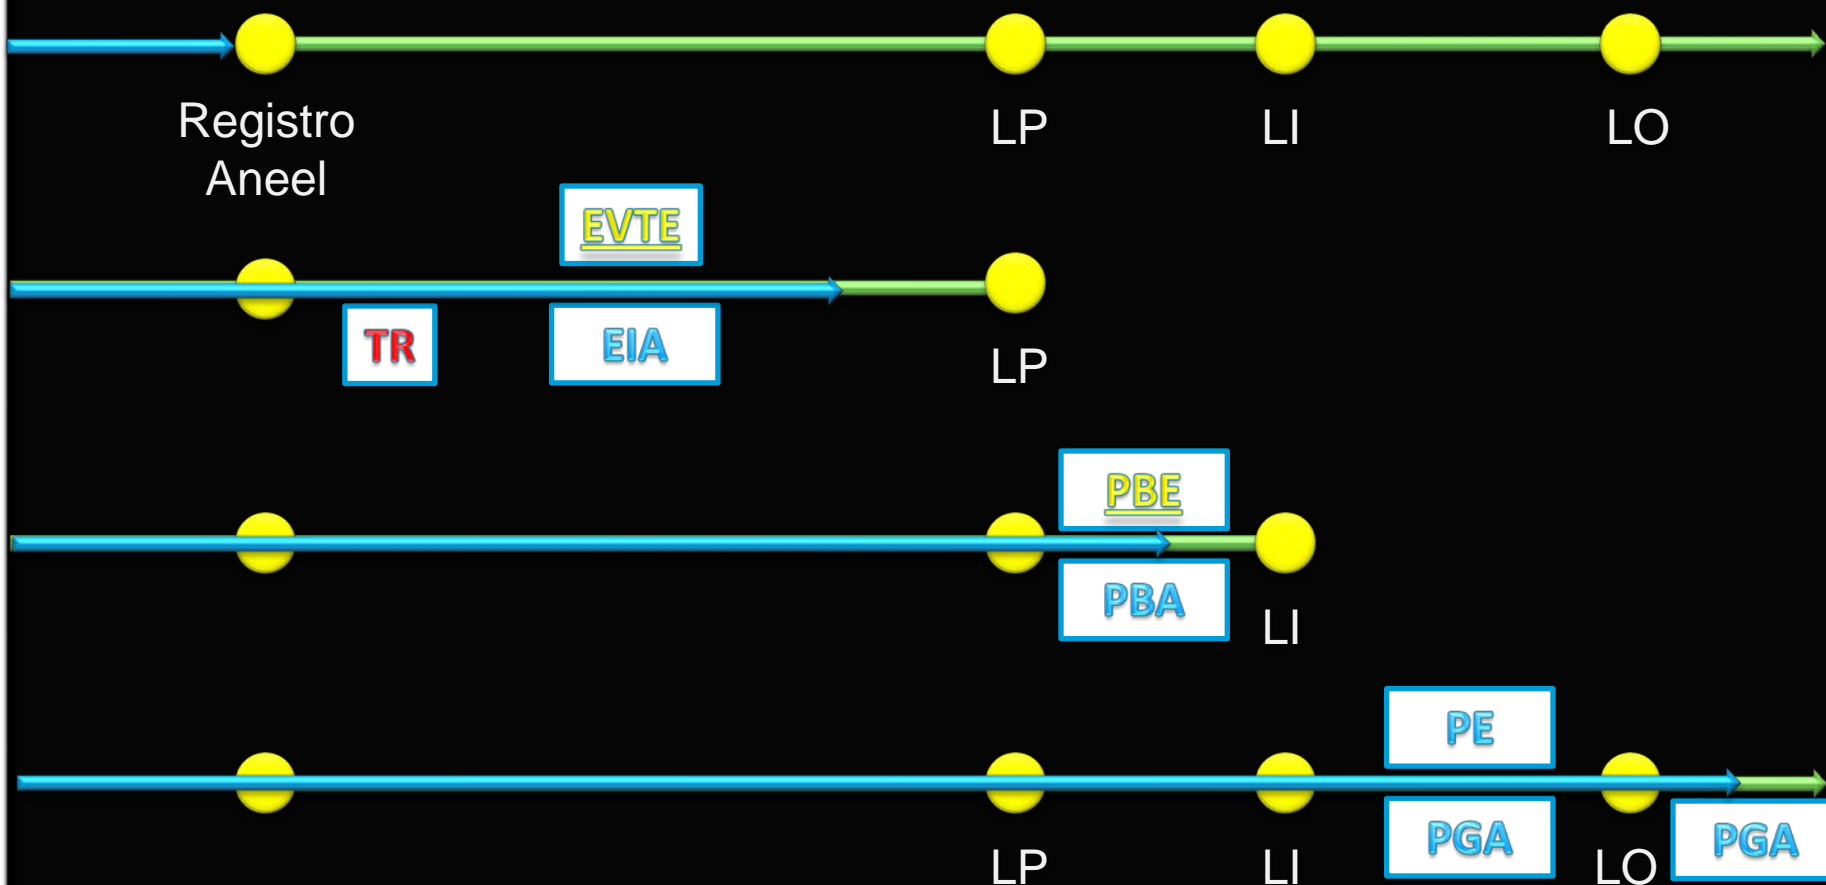 Registro
Aneel
LP
LI
LO
EVTE
TR
EIA
LP
PBE
PBA
LI
PE
PGA
PGA
LP
LI
LO